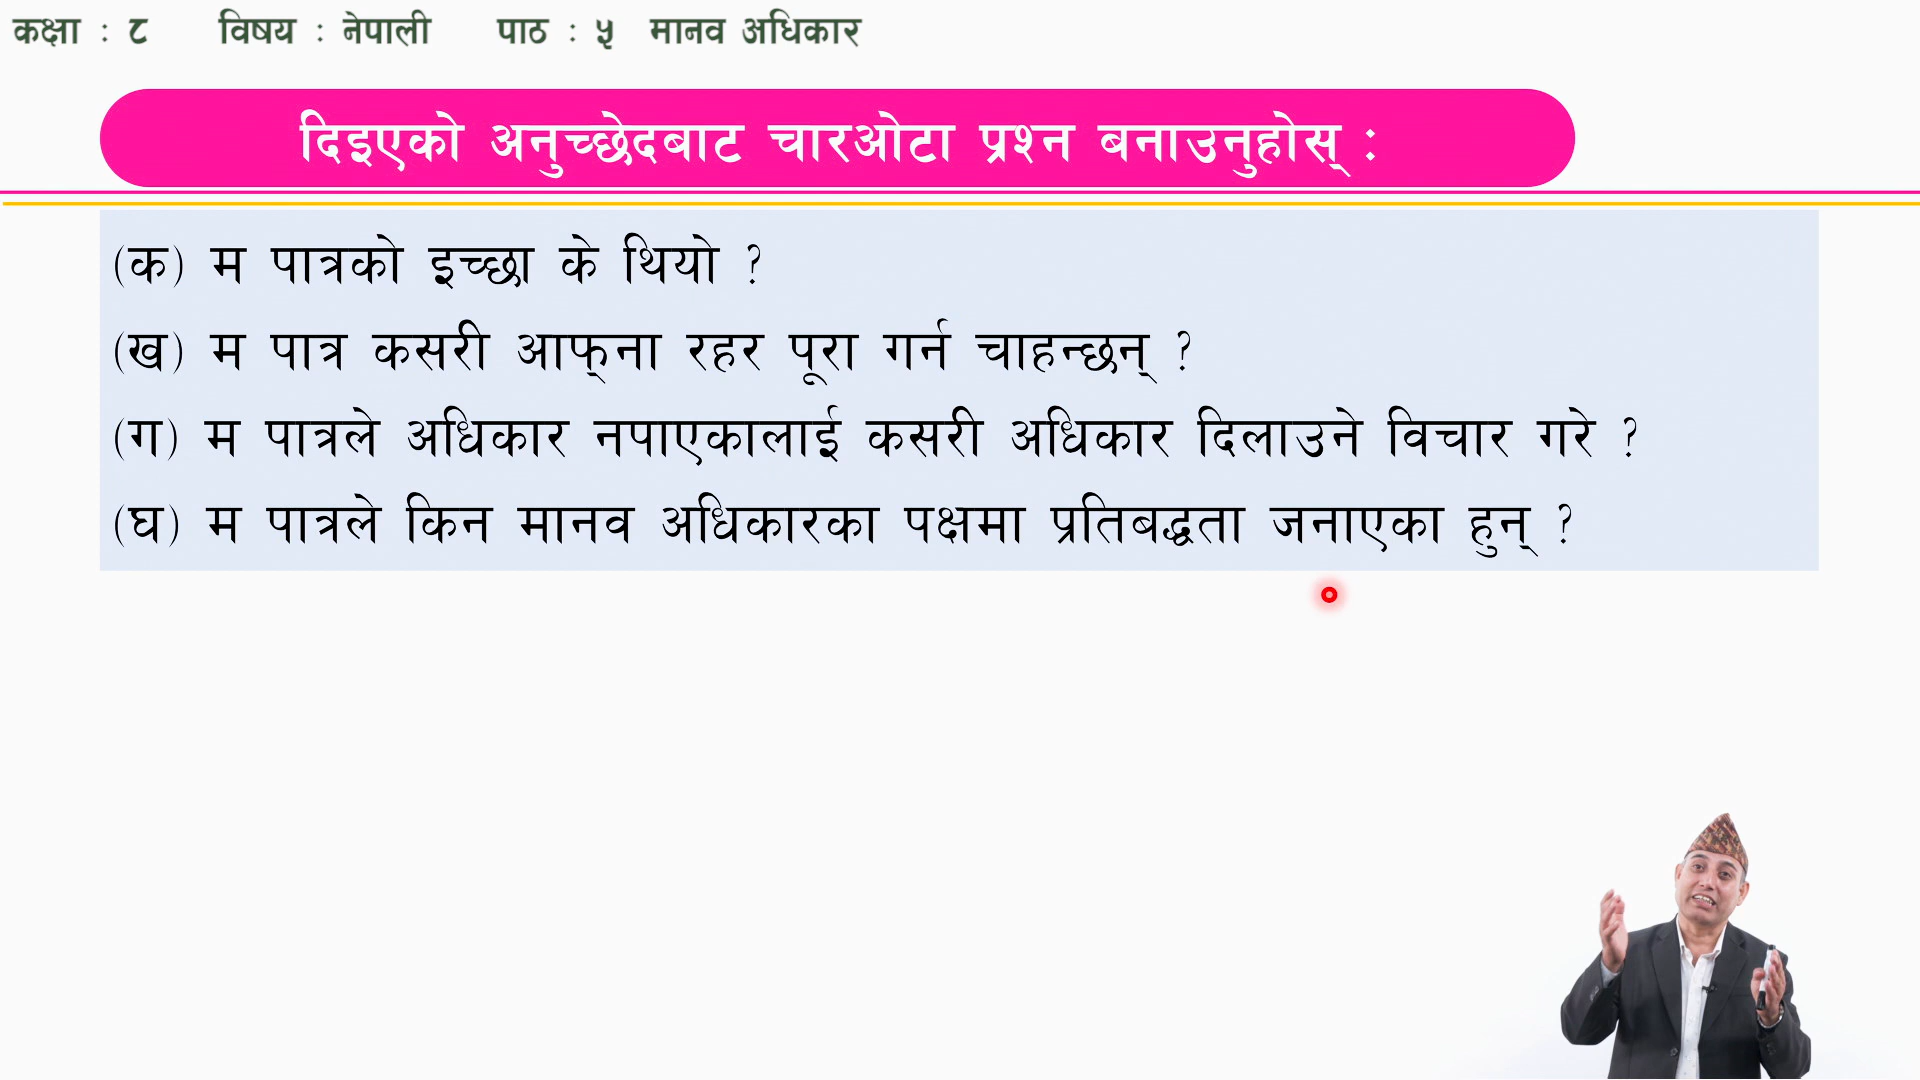 कक्षा : ८ विषय : नेपाली पाठ : ५ मानव अधिकार
दिइएको अनुच्छेदबाट चारओटा प्रश्न बनाउनुहोस् :
(क) म पात्रको इच्छा के थियो ?
(ख) म पात्र कसरी आफ्‌ना रहर पूरा गर्न चाहन्छन् ?
(ग) म पात्रले अधिकार नपाएकालाई कसरी अधिकार दिलाउने विचार गरे ?
(घ) म पात्रले किन मानव अधिकारका पक्षमा प्रतिबद्धता जनाएका हुन् ?